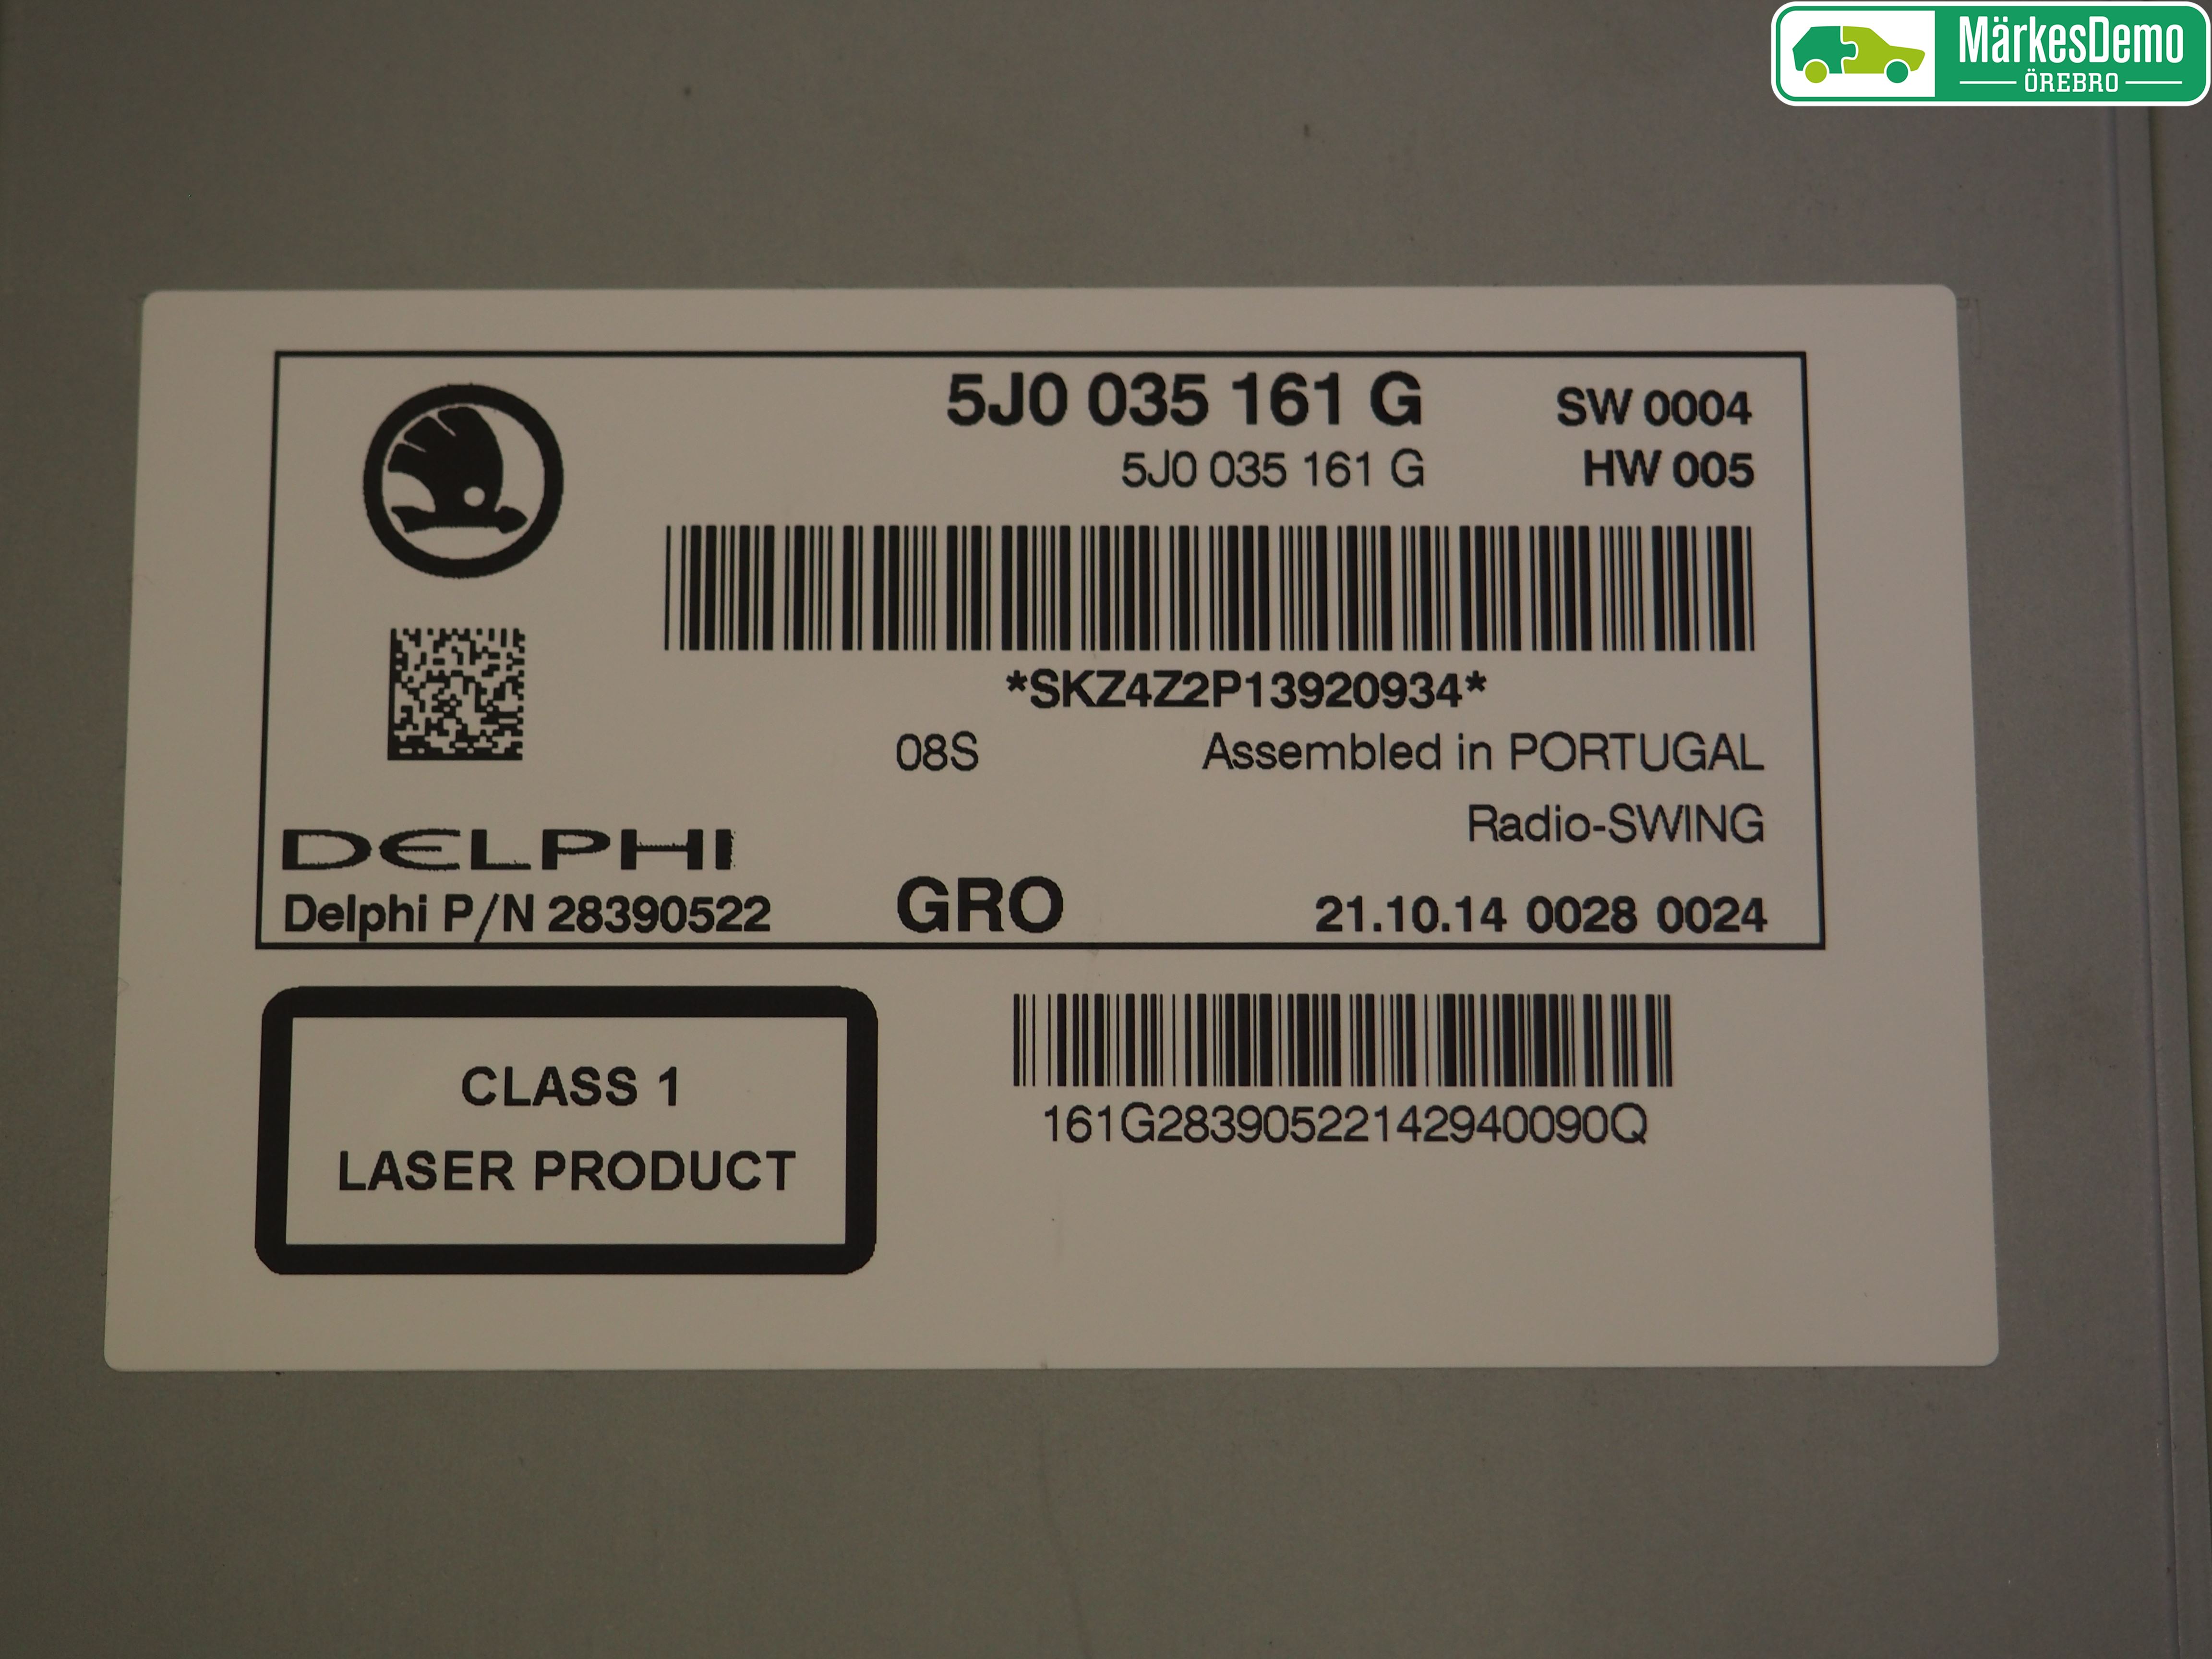 MärkesDemo
ÖREBRO
5J0 035 161 G SW 0004
5J0 035 161 G HW 005
*SKZ4Z2P13920934*
08S Assembled in PORTUGAL
Radio-SWING
DELPHI
Delphi P/N 28390522 GRO 21.10.14 0028 0024
CLASS 1
LASER PRODUCT
161G28390522142940090Q